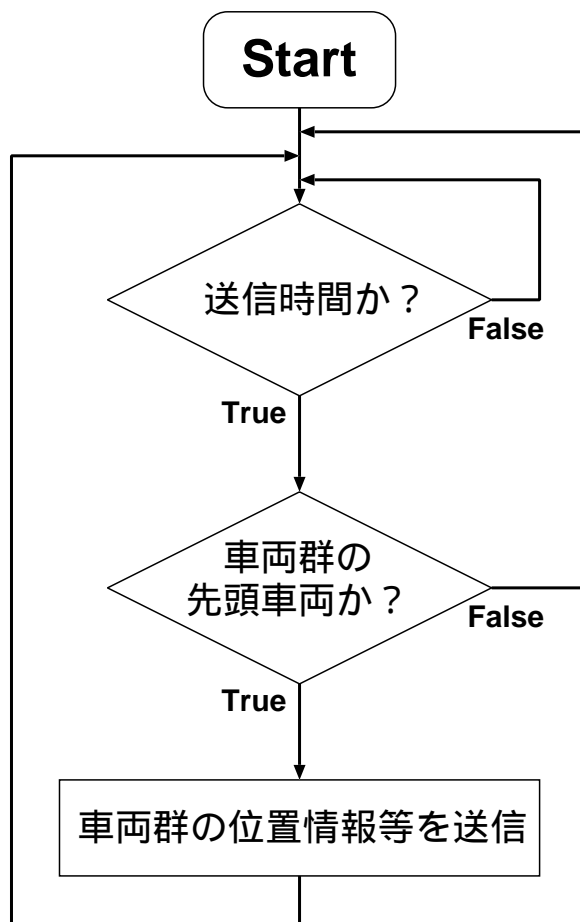 Start
送信時間か？
False
True
車両群の
先頭車両か？
False
True
車両群の位置情報等を送信